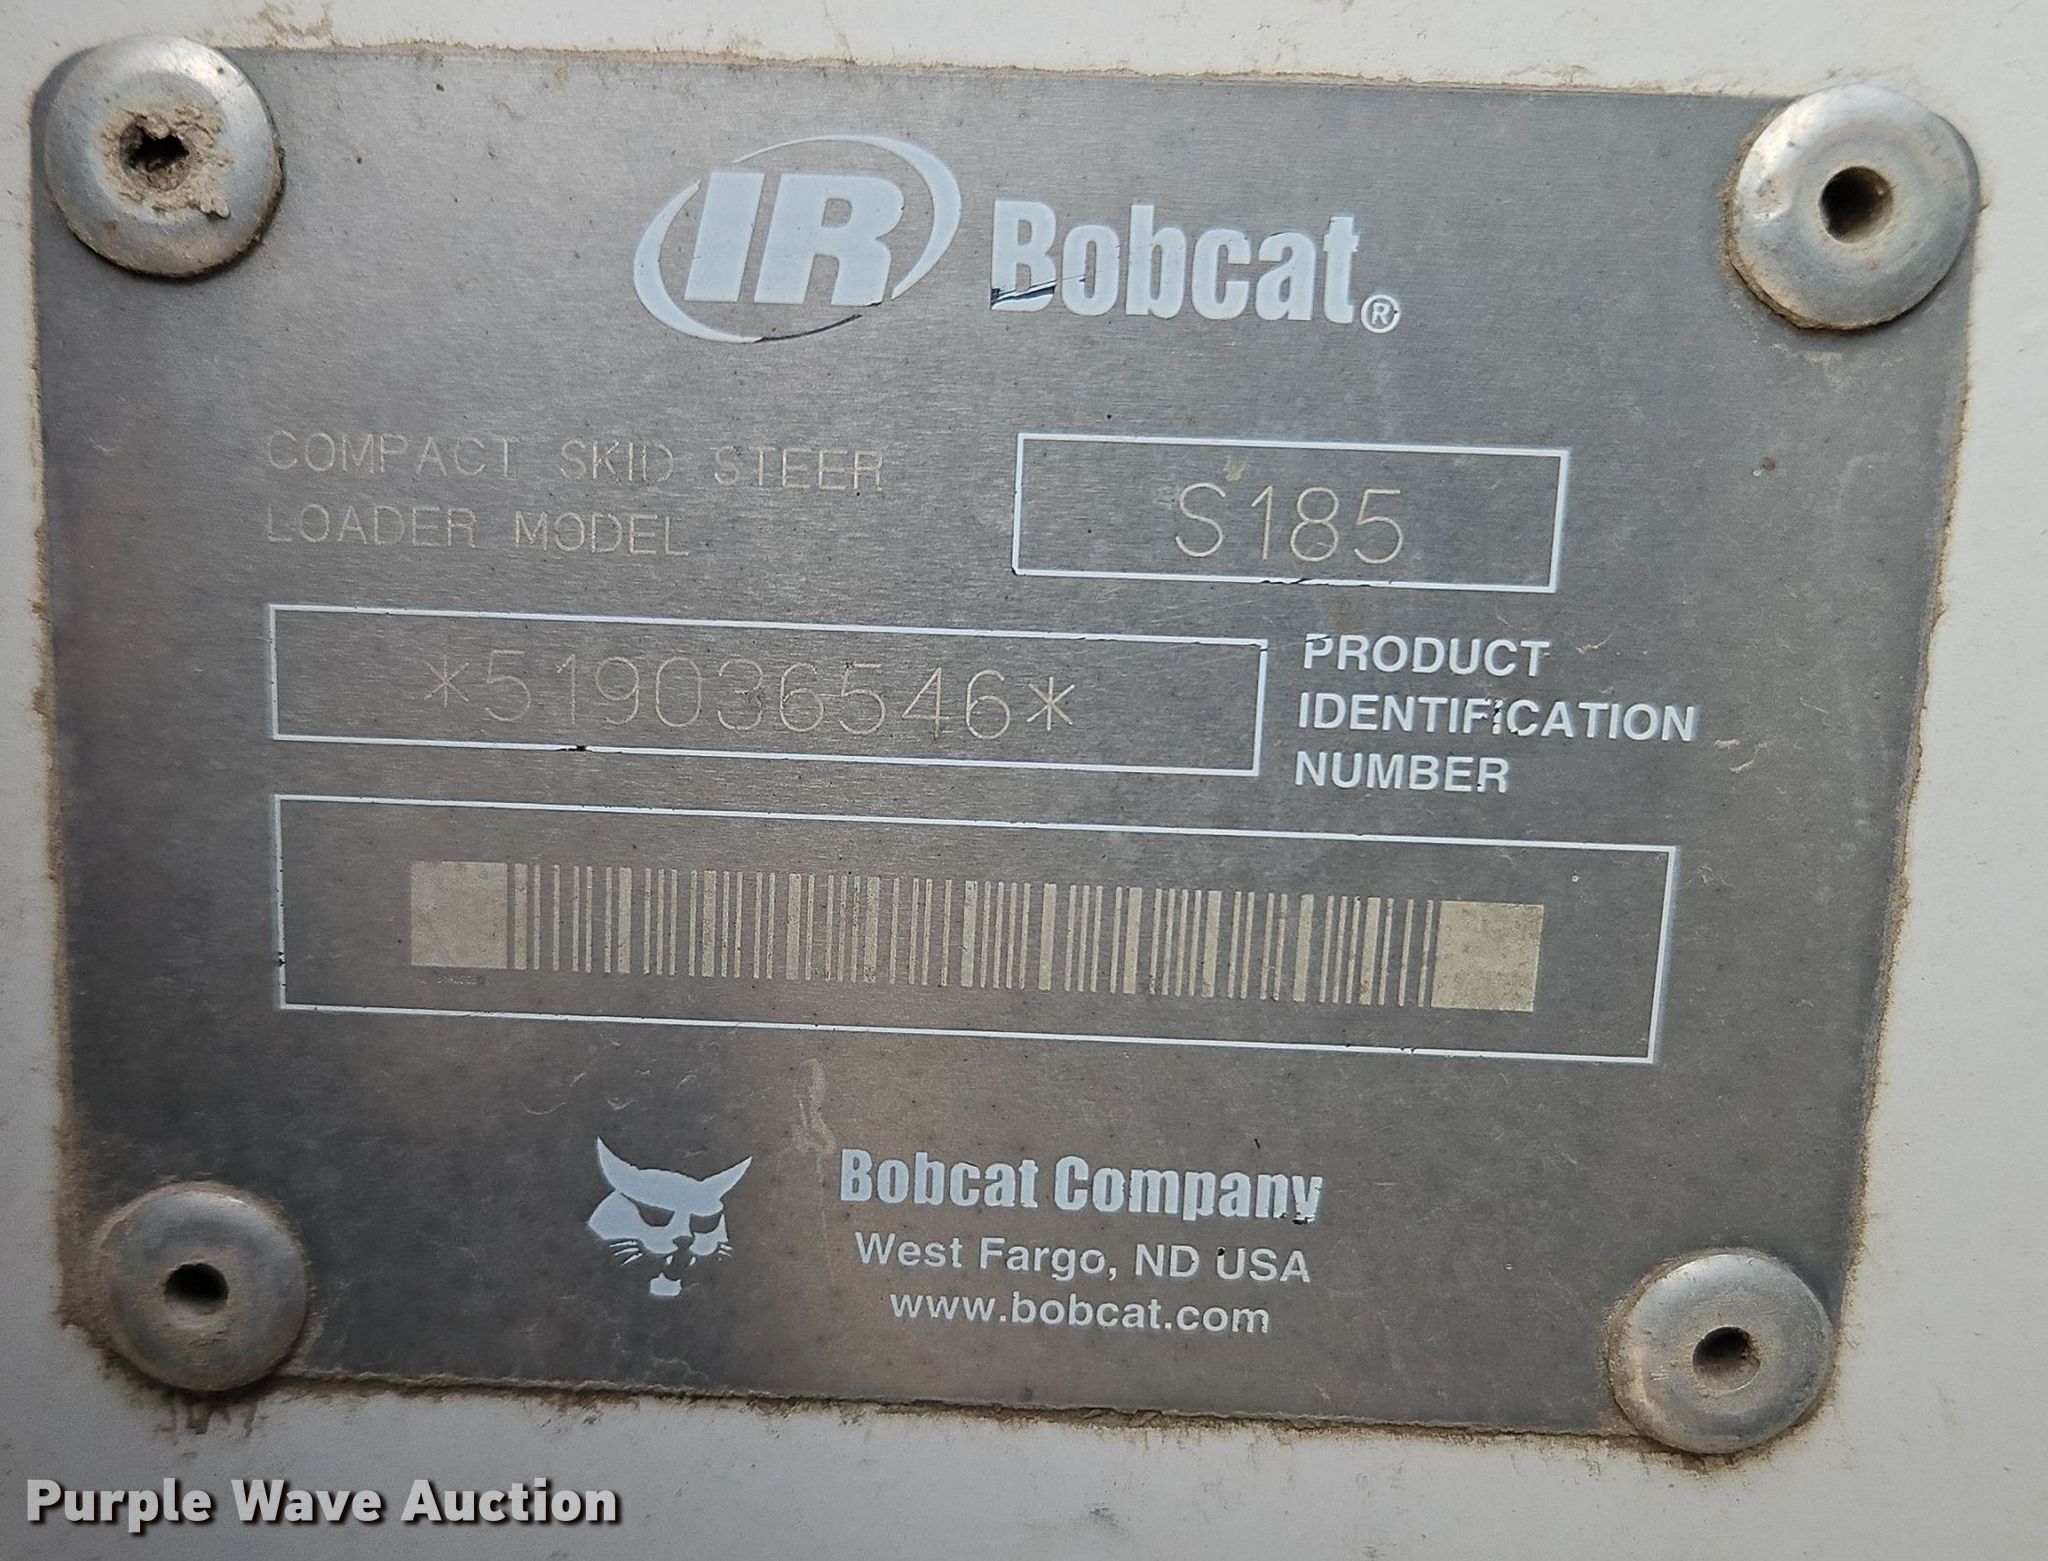 IR Bobcat®
COMPACT SKID STEER
LOADER MODEL
S185
*519036546*
PRODUCT
IDENTIFICATION
NUMBER
Bobcat Company
West Fargo, ND USA
www.bobcat.com
Purple Wave Auction